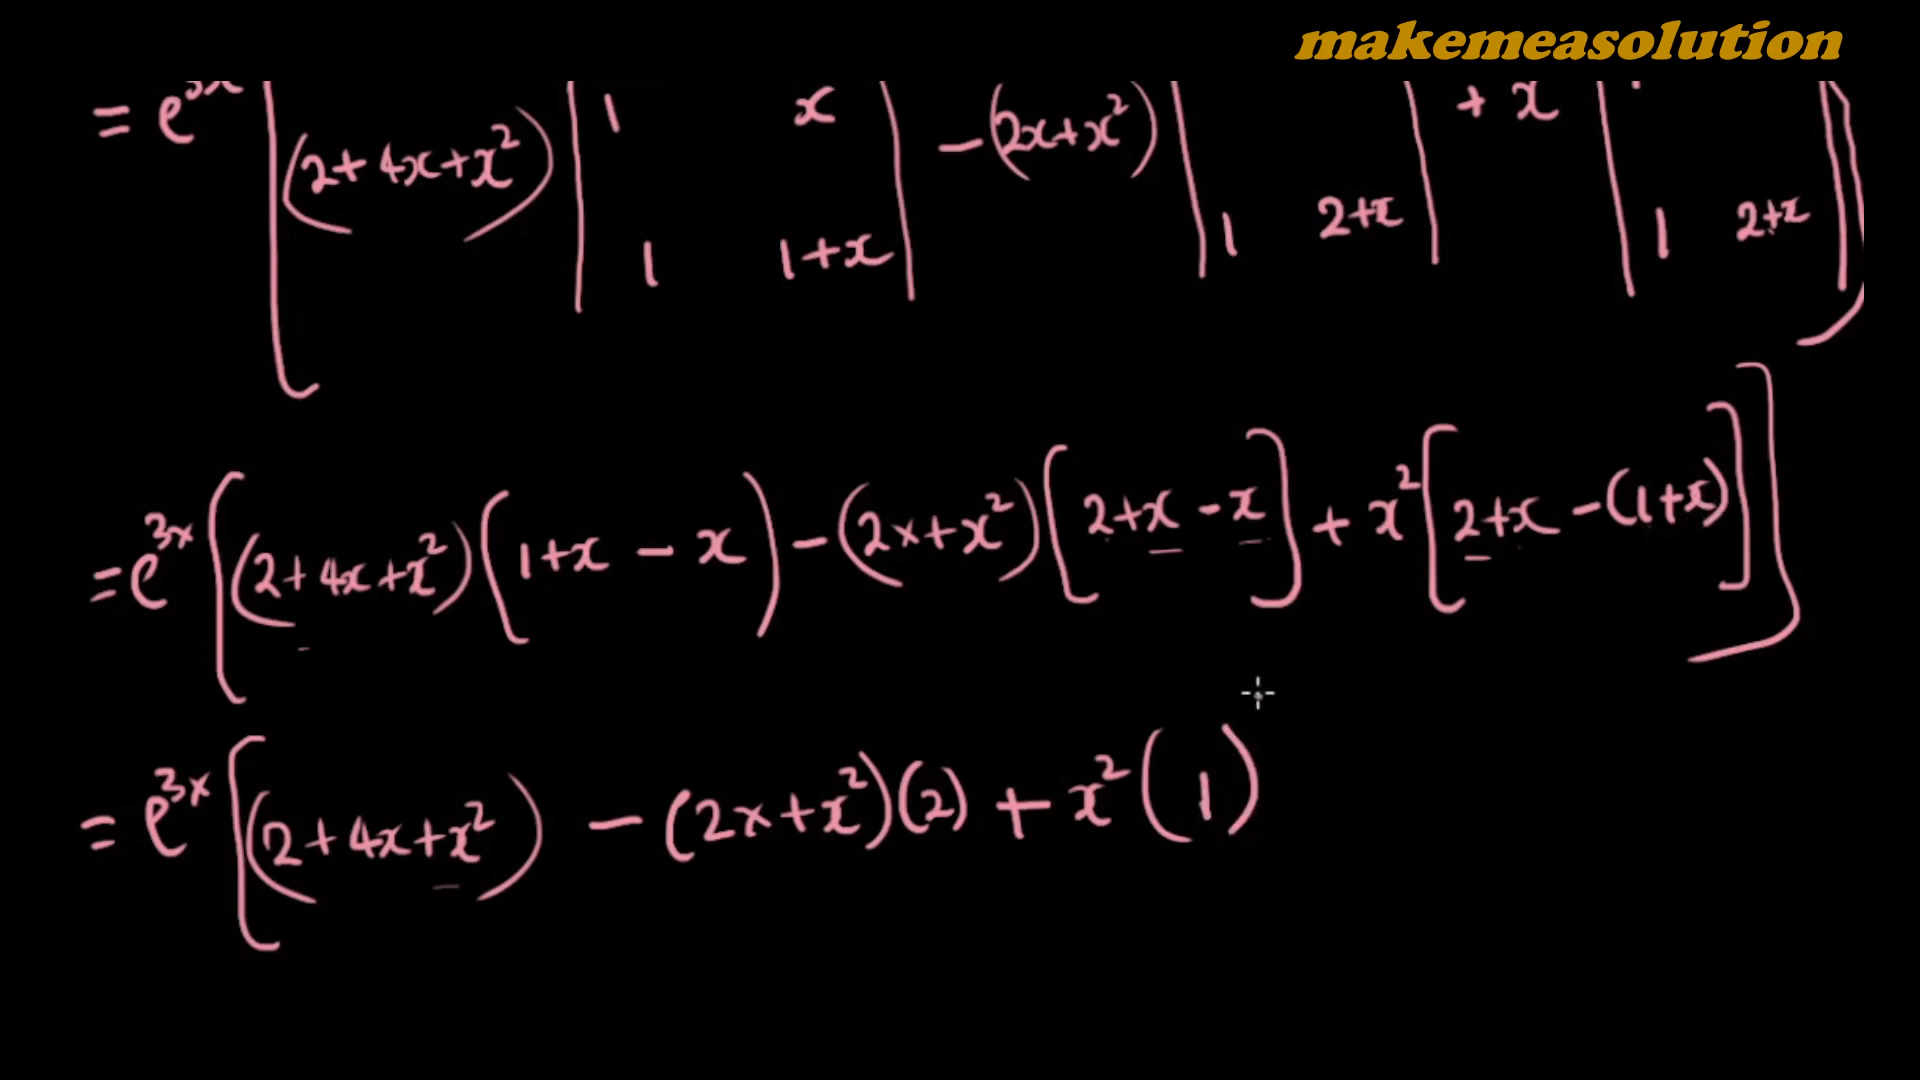 makemeasolution
= e^3x [ (2+4x+x²) | 1 x | - (2x+x²) | | + x | |
1 1+x 1 2+x 1 2+x
= e^3x [ (2+4x+x²) (1+x - x) - (2x+x²) [2+x - x] + x² [2+x - (1+x)] ]
= e^3x [ (2+4x+x²) - (2x+x²)(2) + x² (1)